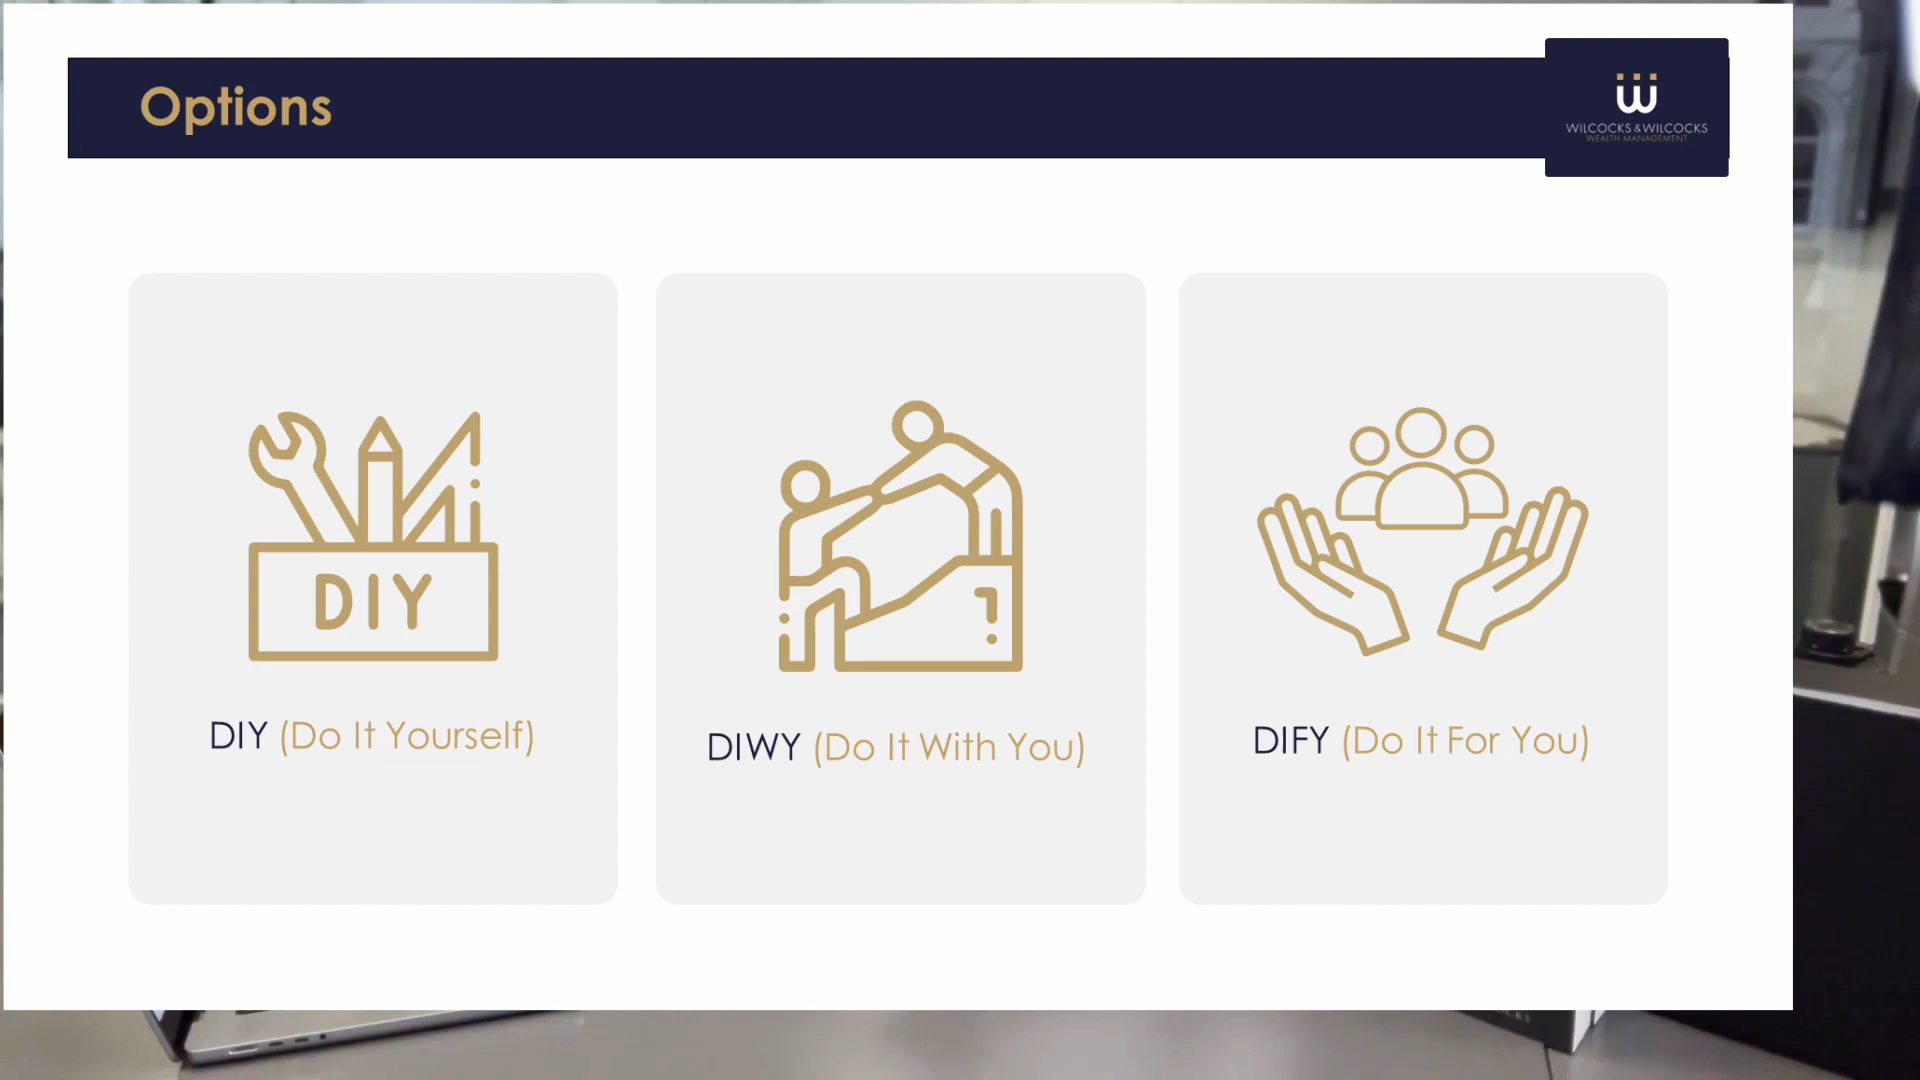 Options
WILCOCKS & WILCOCKS
WEALTH MANAGEMENT
DIY
DIY (Do It Yourself)
DIWY (Do It With You)
DIFY (Do It For You)